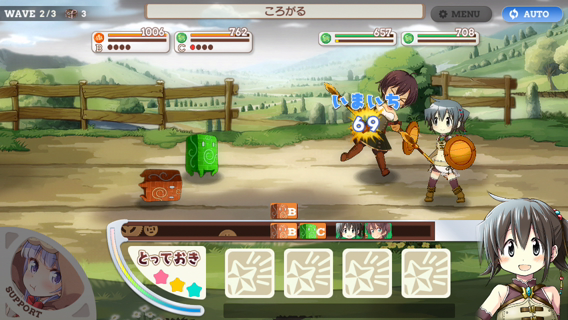 WAVE 2/3 3
ころがる
MENU
AUTO
1006
B
762
C
657
708
いまいち
69
B
B C
とっておき
SUPPORT